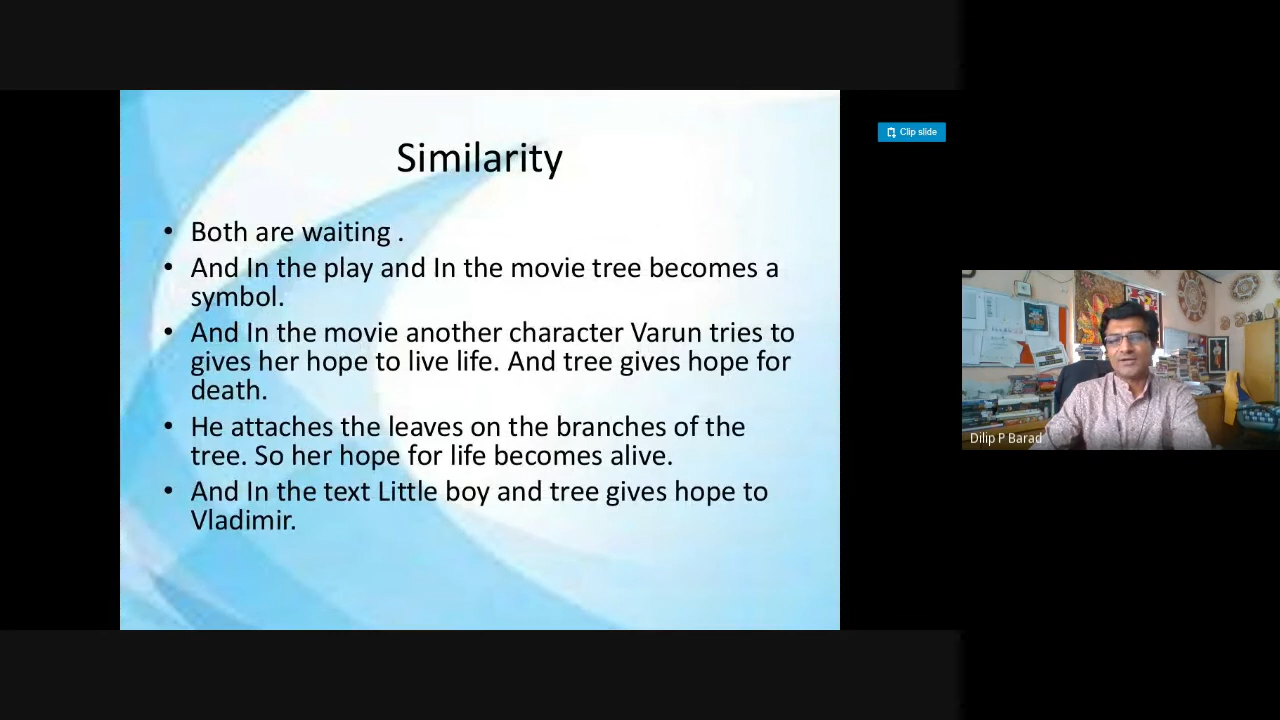 Similarity
• Both are waiting .
• And In the play and In the movie tree becomes a
symbol.
• And In the movie another character Varun tries to
gives her hope to live life. And tree gives hope for
death.
• He attaches the leaves on the branches of the
tree. So her hope for life becomes alive.
• And In the text Little boy and tree gives hope to
Vladimir.
Clip slide
Dilip P Barad